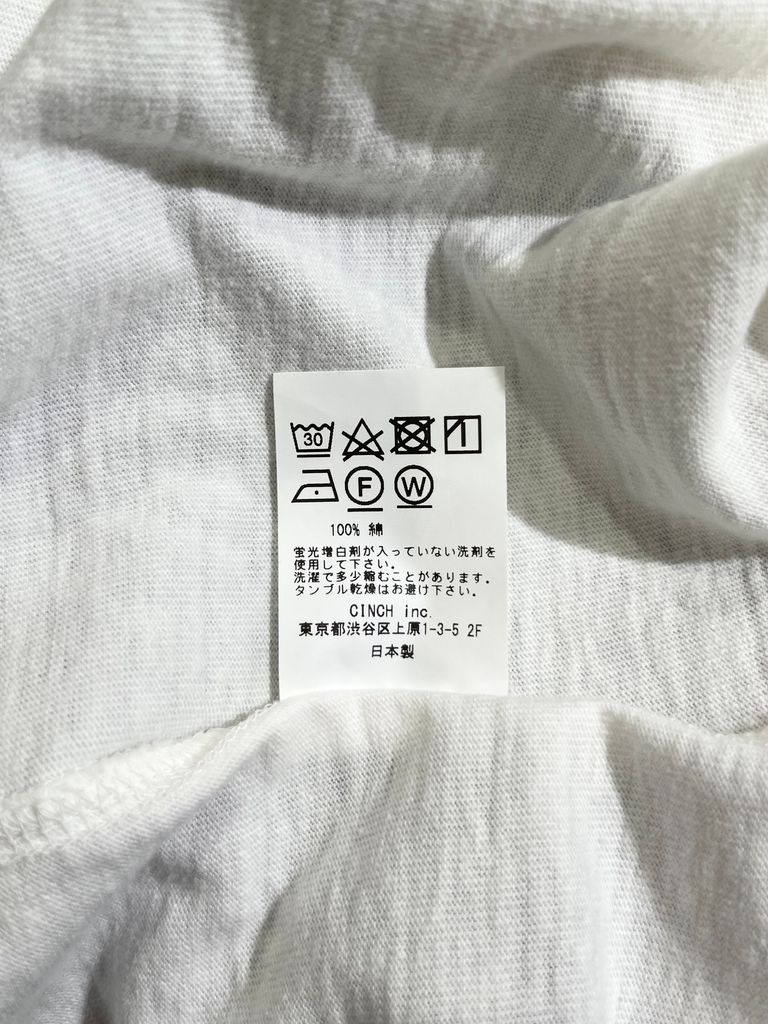 30
F W
100% 綿
蛍光増白剤が入っていない洗剤を
使用して下さい。
洗濯で多少縮むことがあります。
タンブル乾燥はお避け下さい。
CINCH inc.
東京都渋谷区上原1-3-5 2F
日本製